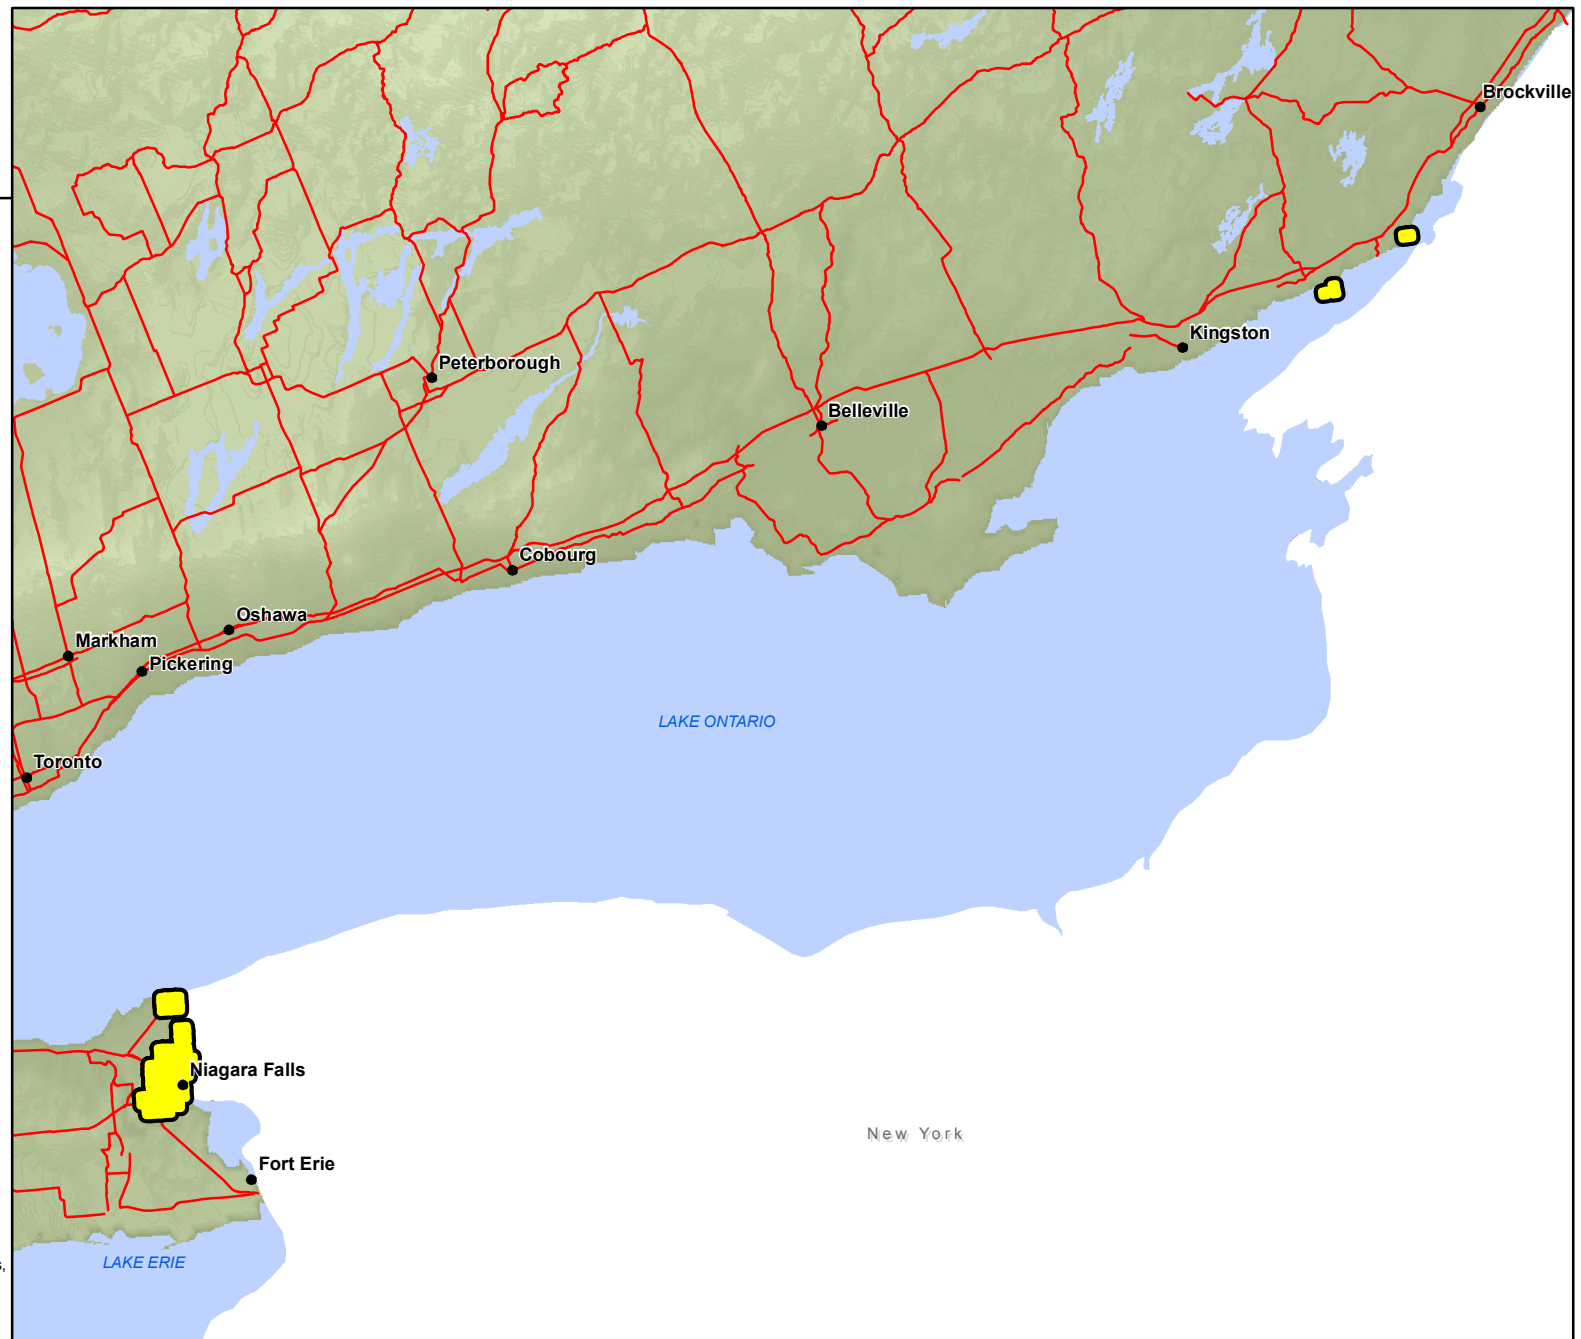 Brockville
Kingston
Peterborough
Belleville
Cobourg
Oshawa
Markham
Pickering
LAKE ONTARIO
Toronto
Niagara Falls
New York
Fort Erie
LAKE ERIE